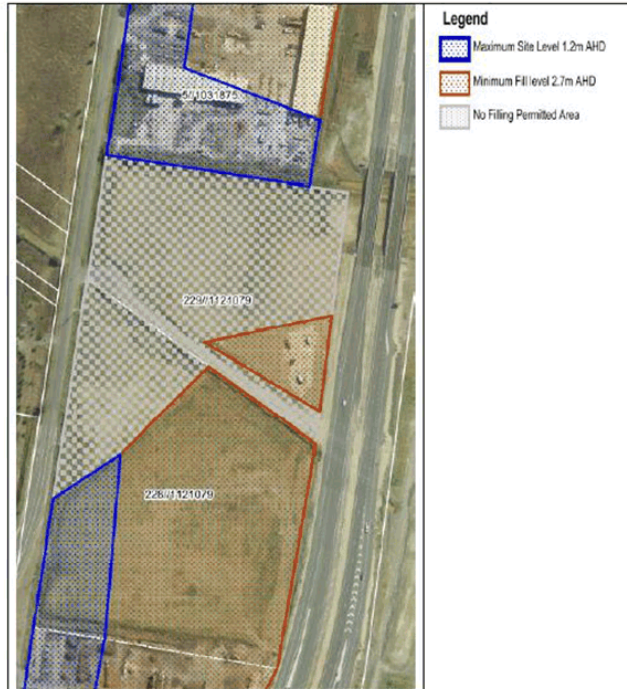 Legend
Maximum Site Level 1.2m AHD
Minimum Fill level 2.7m AHD
No Filling Permitted Area
5//1031875
229//1121079
228//1121079